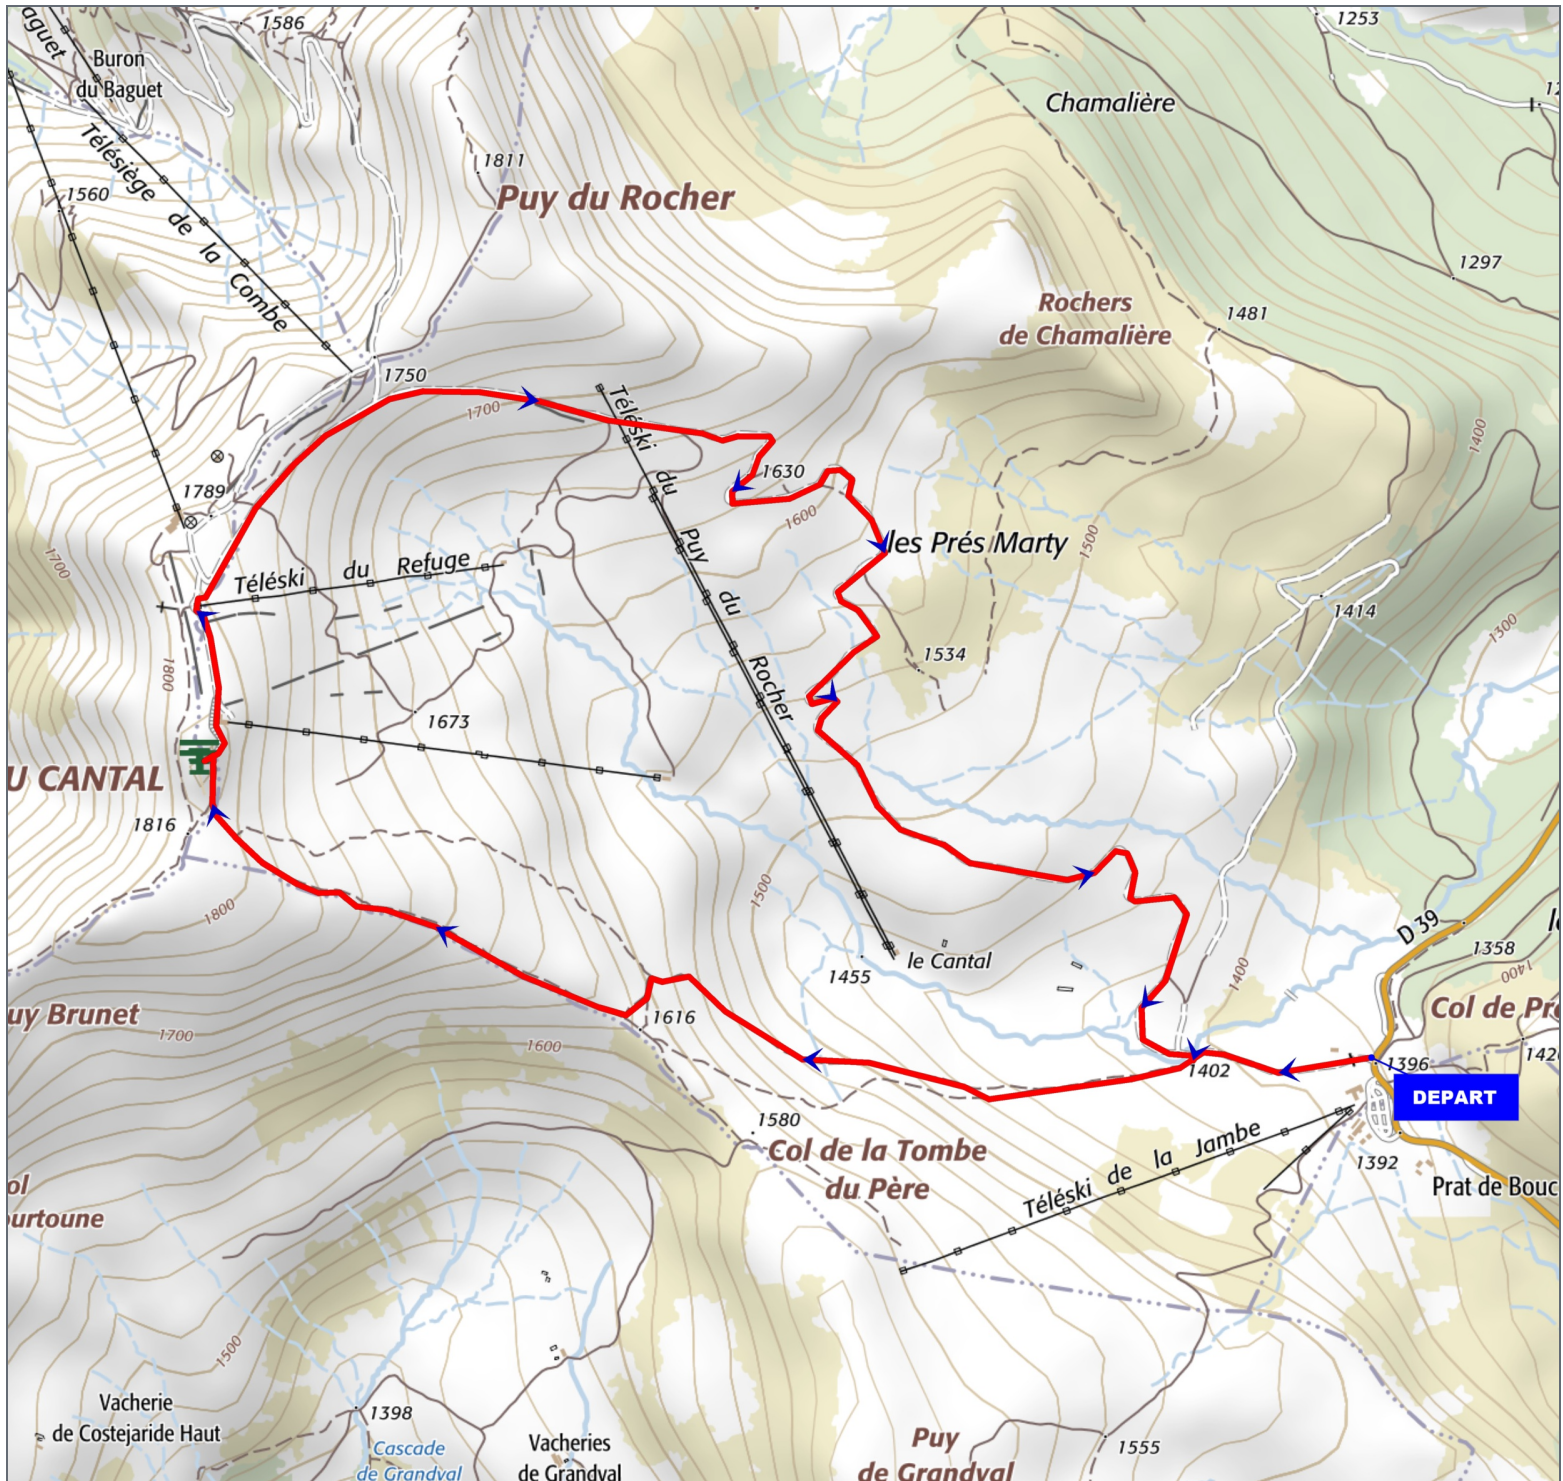 aguet
1586
Buron
du Baguet
1253
Chamalière
Télésiège de la Combe
1560
1811
Puy du Rocher
1297
Rochers
de Chamalière
1481
1750
1700
Téléski du Puy du Rocher
1400
1630
1789
1600
les Prés Marty
1500
1700
Téléski du Refuge
1414
1300
1534
1800
1673
U CANTAL
1816
1500
1800
D 39
1358
le Cantal
1455
1400
1400
uy Brunet
Col de Pr
1616
1700
1600
1402
1396
142
DEPART
1580
Col de la Tombe
du Père
Téléski de la Jambe
1392
Prat de Bouc
ol
ourtoune
1500
Vacherie
de Costejaride Haut
1398
Cascade
de Grandval
Vacheries
de Grandval
Puy
de Grandval
1555